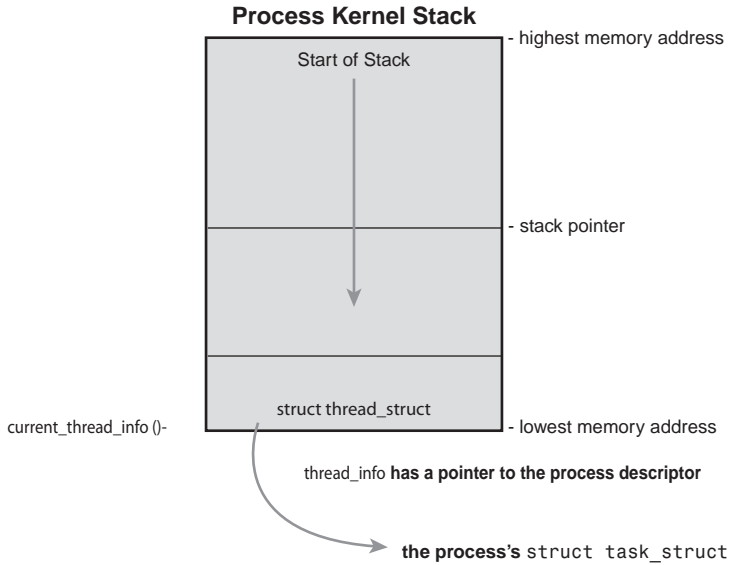 Process Kernel Stack
- highest memory address
Start of Stack
- stack pointer
struct thread_struct
current_thread_info ()-
- lowest memory address
thread_info has a pointer to the process descriptor
the process's struct task_struct